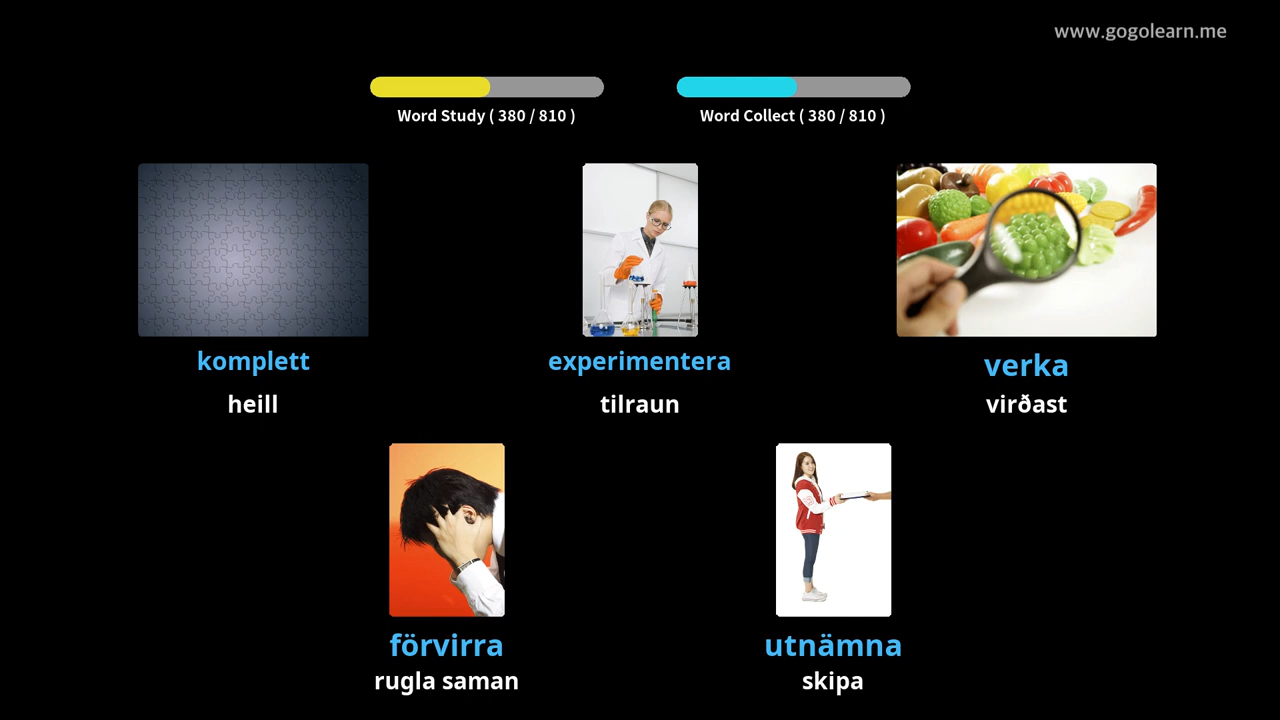 www.gogolearn.me
Word Study ( 380 / 810 )
Word Collect ( 380 / 810 )
komplett
heill
experimentera
tilraun
verka
virðast
förvirra
rugla saman
utnämna
skipa